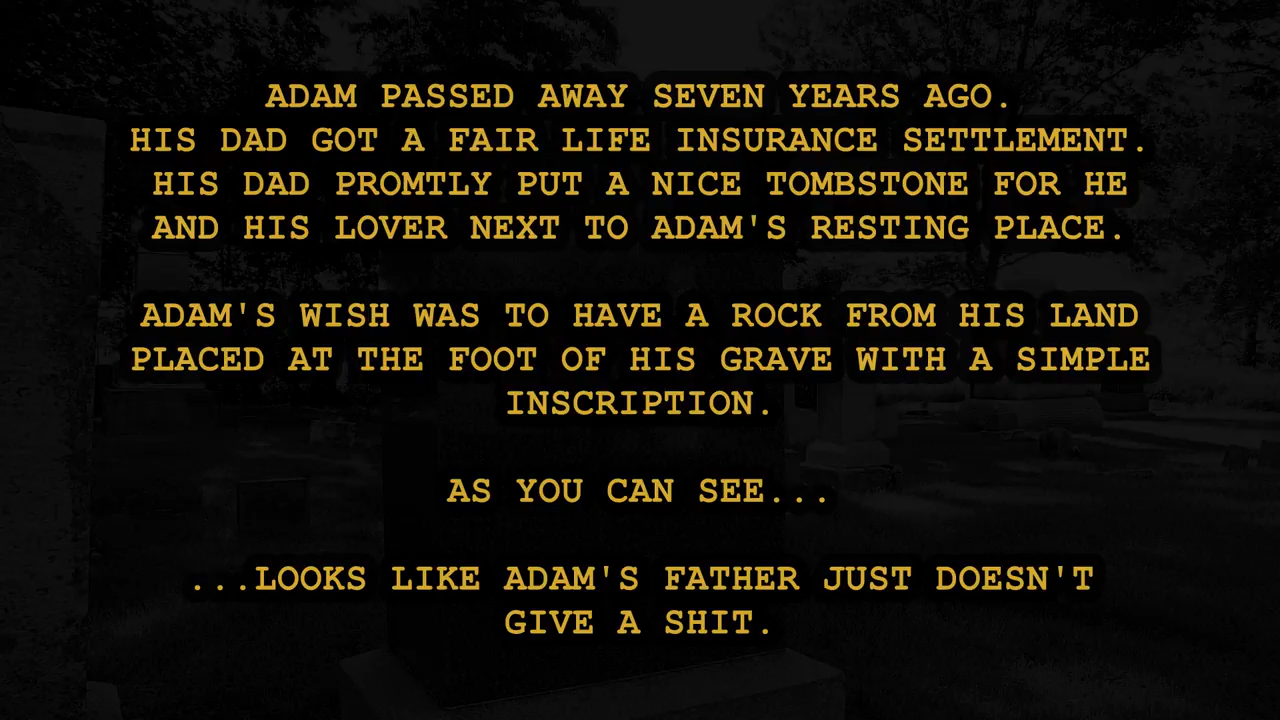 ADAM PASSED AWAY SEVEN YEARS AGO.
HIS DAD GOT A FAIR LIFE INSURANCE SETTLEMENT.
HIS DAD PROMTLY PUT A NICE TOMBSTONE FOR HE
AND HIS LOVER NEXT TO ADAM'S RESTING PLACE.
ADAM'S WISH WAS TO HAVE A ROCK FROM HIS LAND
PLACED AT THE FOOT OF HIS GRAVE WITH A SIMPLE
INSCRIPTION.
AS YOU CAN SEE...
...LOOKS LIKE ADAM'S FATHER JUST DOESN'T
GIVE A SHIT.